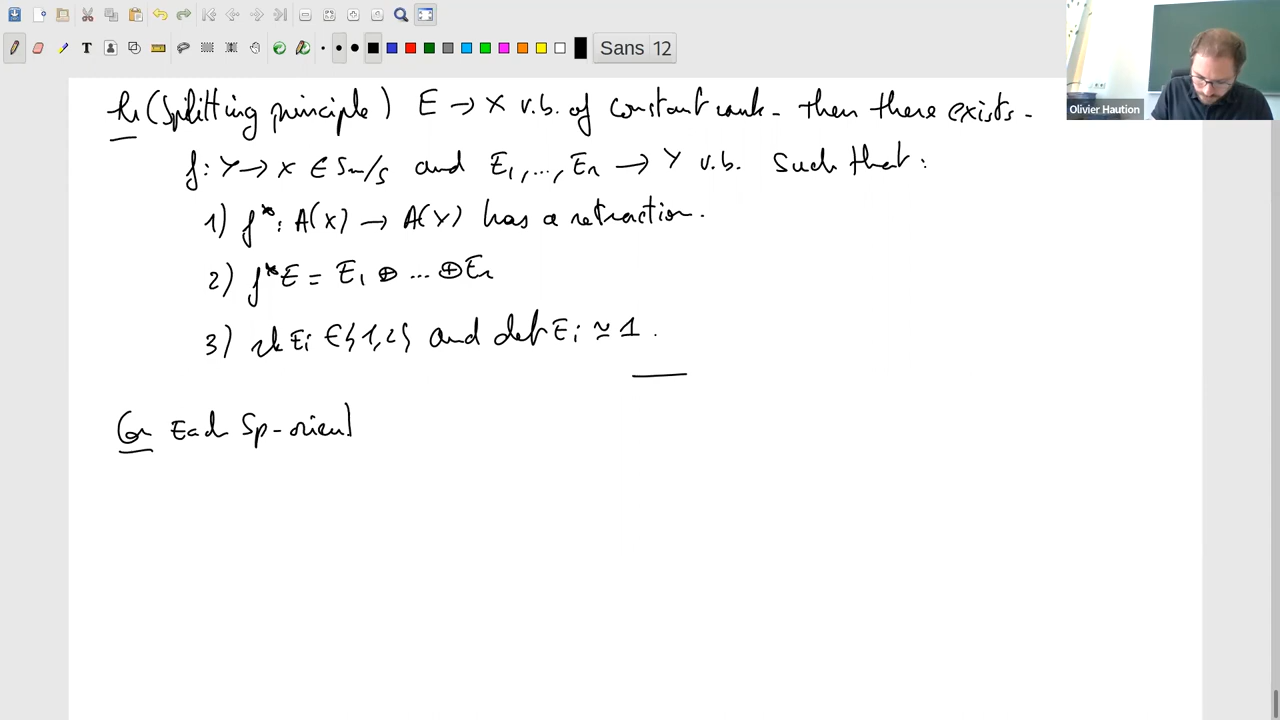 Sans 12
Olivier Haution
Th (Splitting principle) E → X v.b. of constant rank. then there exists
f: Y → X ∈ Sm/S and E1, ..., En → Y v.b. such that:
1) f*: A(X) → A(Y) has a retraction.
2) f*E = E1 ⊕ ... ⊕ En
3) rk Ei ∈ {1,2} and det Ei ≃ 1.
Cor Each Sp-orient